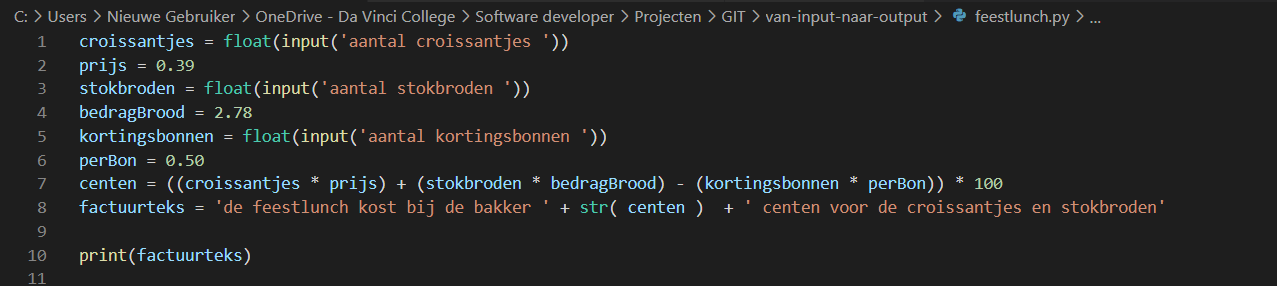 C: > Users > Nieuwe Gebruiker > OneDrive - Da Vinci College > Software developer > Projecten > GIT > van-input-naar-output > feestlunch.py > ...
1 croissantjes = float(input('aantal croissantjes '))
2 prijs = 0.39
3 stokbroden = float(input('aantal stokbroden '))
4 bedragBrood = 2.78
5 kortingsbonnen = float(input('aantal kortingsbonnen '))
6 perBon = 0.50
7 centen = ((croissantjes * prijs) + (stokbroden * bedragBrood) - (kortingsbonnen * perBon)) * 100
8 factuurteks = 'de feestlunch kost bij de bakker ' + str( centen )  + ' centen voor de croissantjes en stokbroden'
9
10 print(factuurteks)
11